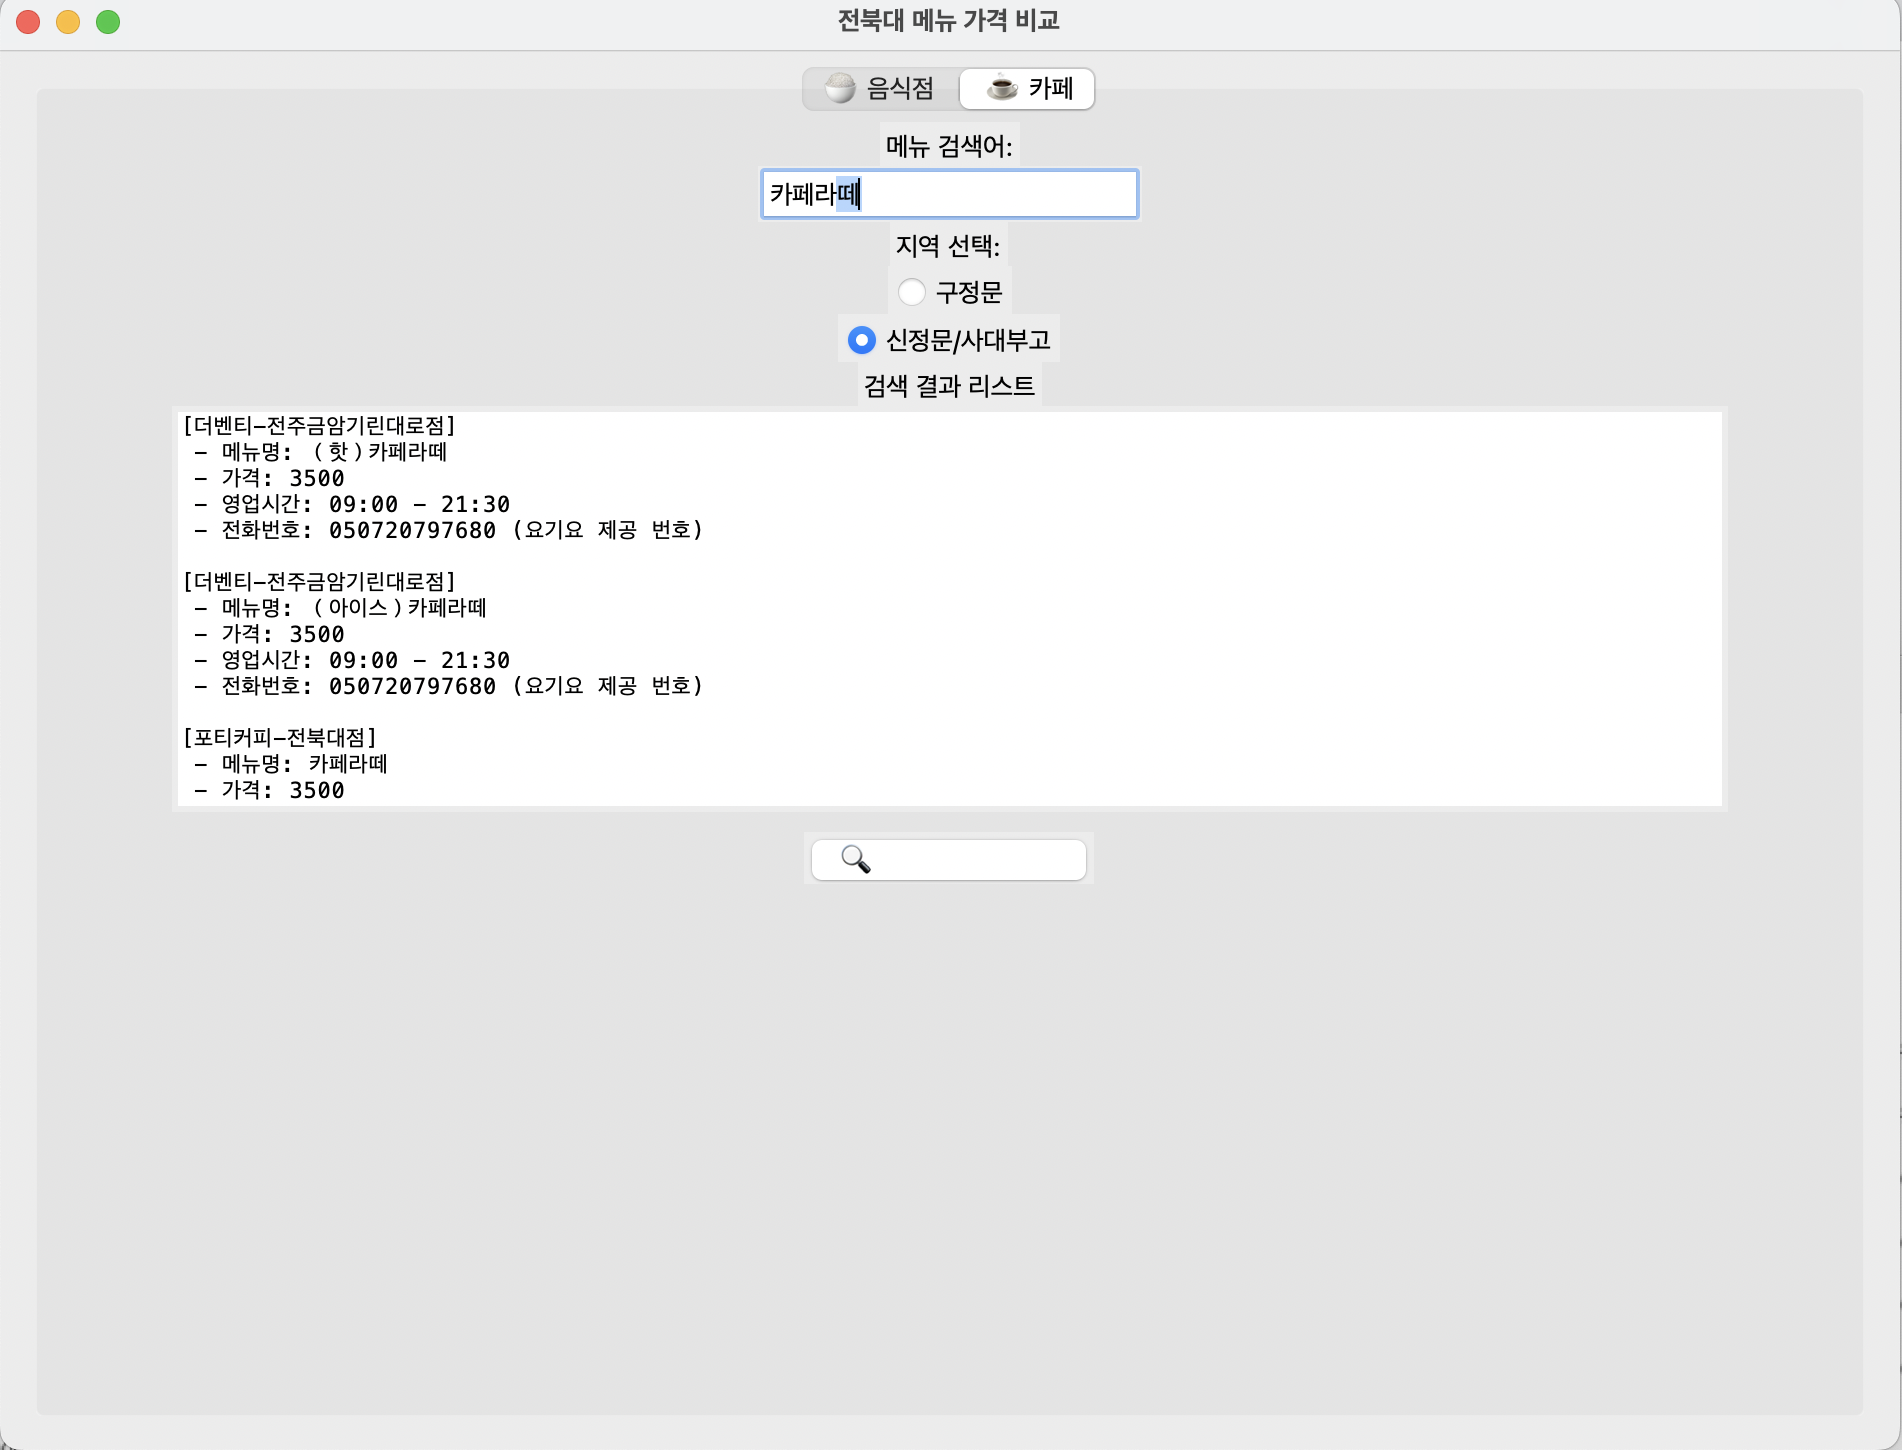 전북대 메뉴 가격 비교
음식점 카페
메뉴 검색어:
카페라떼
지역 선택:
구정문
신정문/사대부고
검색 결과 리스트
[더벤티-전주금암기린대로점]
- 메뉴명: (핫)카페라떼
- 가격: 3500
- 영업시간: 09:00 - 21:30
- 전화번호: 050720797680 (요기요 제공 번호)
[더벤티-전주금암기린대로점]
- 메뉴명: (아이스)카페라떼
- 가격: 3500
- 영업시간: 09:00 - 21:30
- 전화번호: 050720797680 (요기요 제공 번호)
[포티커피-전북대점]
- 메뉴명: 카페라떼
- 가격: 3500